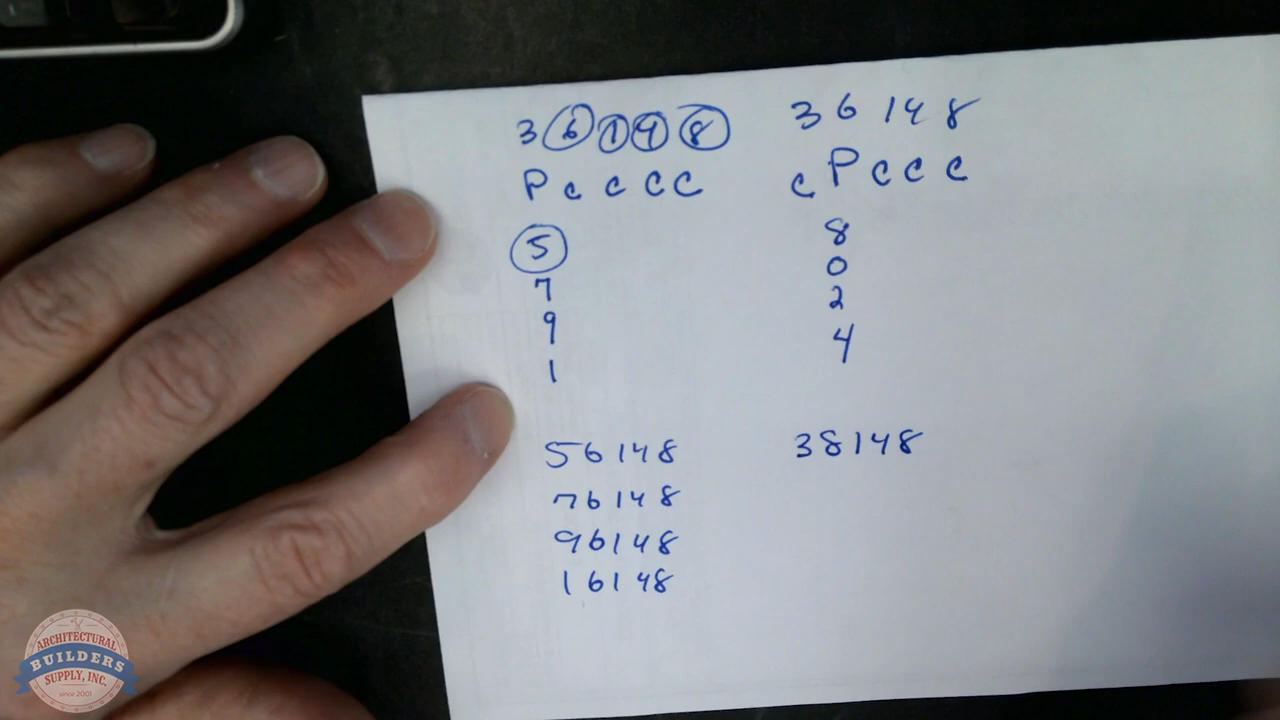 3 6 1 4 8
P c c c c
5
7
9
1
56148
76148
96148
16148
3 6 1 4 8
c P c c c
8
0
2
4
38148
ARCHITECTURAL
BUILDERS
SUPPLY, INC.
since 2001